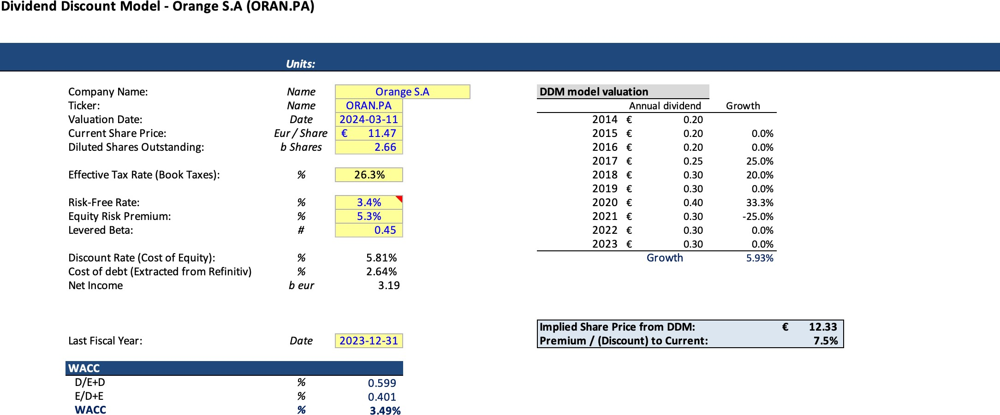 Dividend Discount Model - Orange S.A (ORAN.PA)
Units:
Company Name: Name Orange S.A
Ticker: Name ORAN.PA
Valuation Date: Date 2024-03-11
Current Share Price: Eur / Share € 11.47
Diluted Shares Outstanding: b Shares 2.66
Effective Tax Rate (Book Taxes): % 26.3%
Risk-Free Rate: % 3.4%
Equity Risk Premium: % 5.3%
Levered Beta: # 0.45
Discount Rate (Cost of Equity): % 5.81%
Cost of debt (Extracted from Refinitiv) % 2.64%
Net Income b eur 3.19
Last Fiscal Year: Date 2023-12-31
WACC
D/E+D % 0.599
E/D+E % 0.401
WACC % 3.49%
DDM model valuation
Annual dividend Growth
2014 € 0.20
2015 € 0.20 0.0%
2016 € 0.20 0.0%
2017 € 0.25 25.0%
2018 € 0.30 20.0%
2019 € 0.30 0.0%
2020 € 0.40 33.3%
2021 € 0.30 -25.0%
2022 € 0.30 0.0%
2023 € 0.30 0.0%
Growth 5.93%
Implied Share Price from DDM: € 12.33
Premium / (Discount) to Current: 7.5%